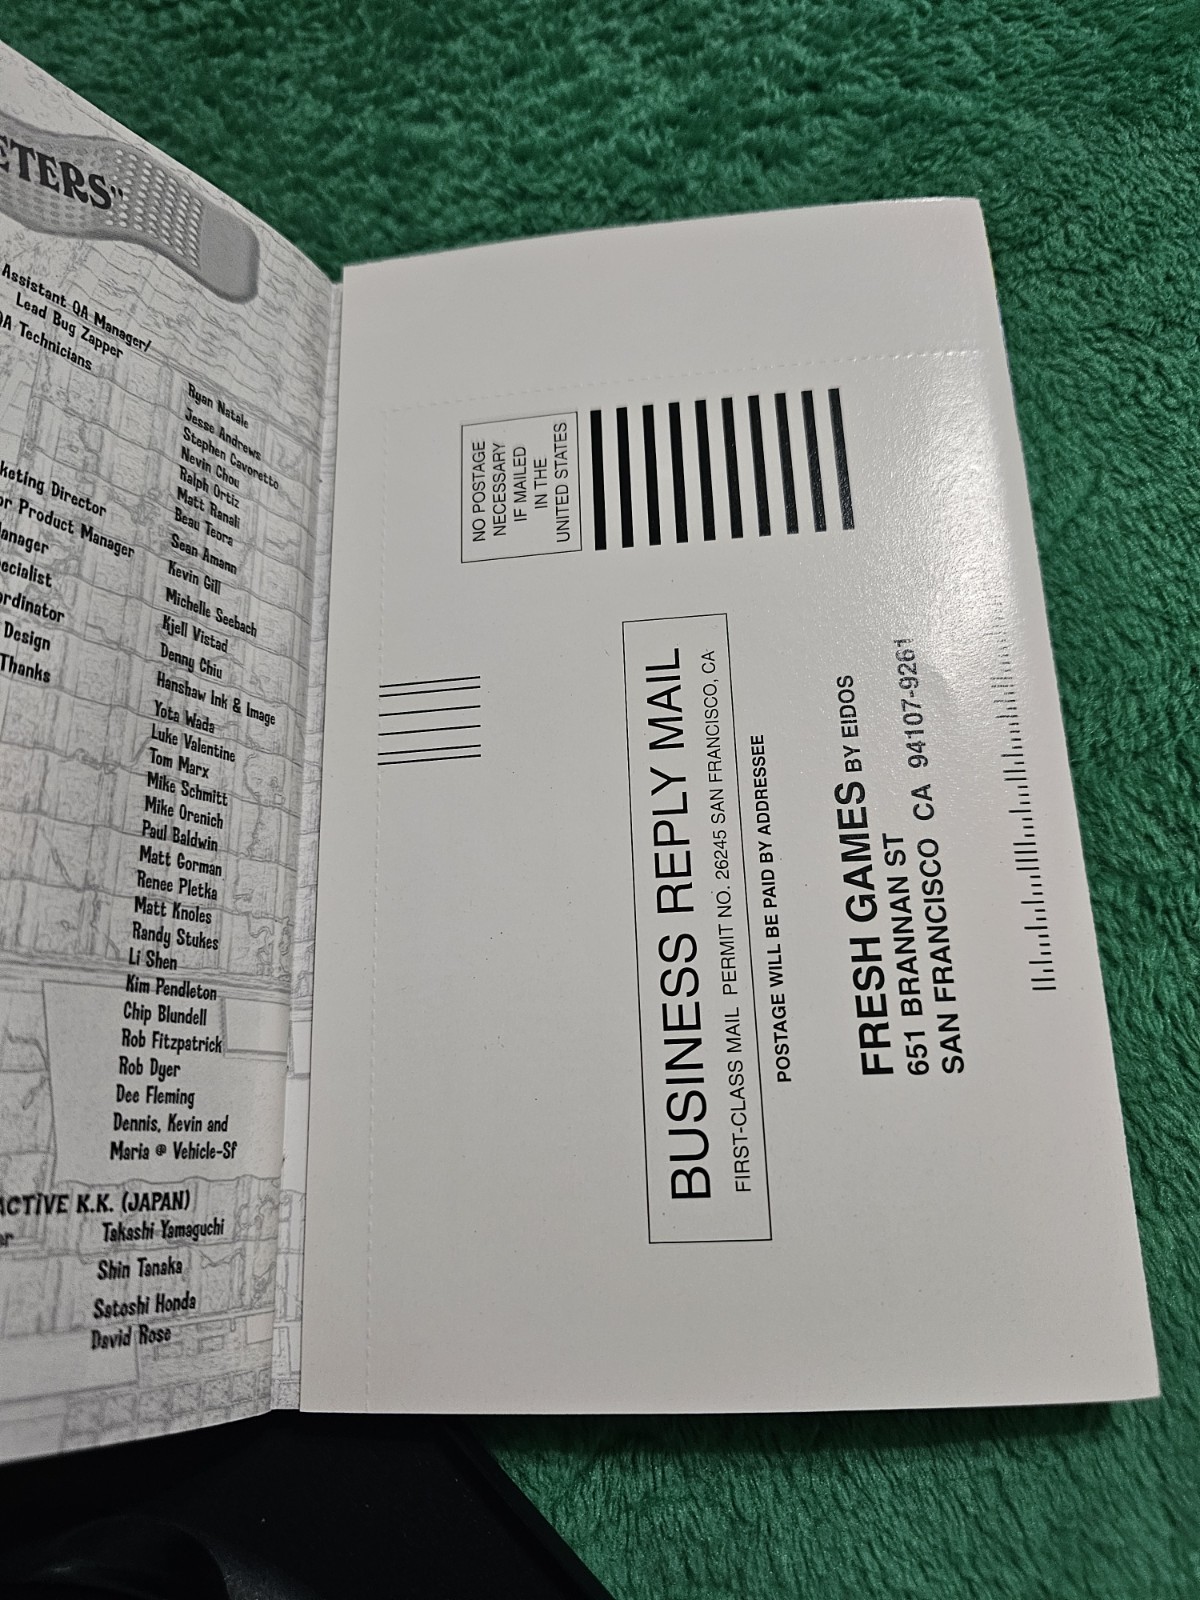 ETERS"
Assistant QA Manager/
Lead Bug Zapper
QA Technicians
Ryan Natale
Jesse Andrews
Stephen Cavoretto
Nevin Chou
Ralph Ortiz
Matt Ranali
Beau Teora
keting Director
Sean Amann
or Product Manager
Kevin Gill
anager
Michelle Seebach
ecialist
Kjell Vistad
ordinator
Denny Chiu
Design
Hanshaw Ink & Image
Thanks
Yota Wada
Luke Valentine
Tom Marx
Mike Schmitt
Mike Orenich
Paul Baldwin
Matt Gorman
Renee Pletka
Matt Knoles
Randy Stukes
Li Shen
Kim Pendleton
Chip Blundell
Rob Fitzpatrick
Rob Dyer
Dee Fleming
Dennis, Kevin and
Maria @ Vehicle-Sf
ACTIVE K.K. (JAPAN)
er
Takashi Yamaguchi
Shin Tanaka
Satoshi Honda
David Rose
NO POSTAGE
NECESSARY
IF MAILED
IN THE
UNITED STATES
BUSINESS REPLY MAIL
FIRST-CLASS MAIL PERMIT NO. 26245 SAN FRANCISCO, CA
POSTAGE WILL BE PAID BY ADDRESSEE
FRESH GAMES BY EIDOS
651 BRANNAN ST
SAN FRANCISCO CA 94107-9261